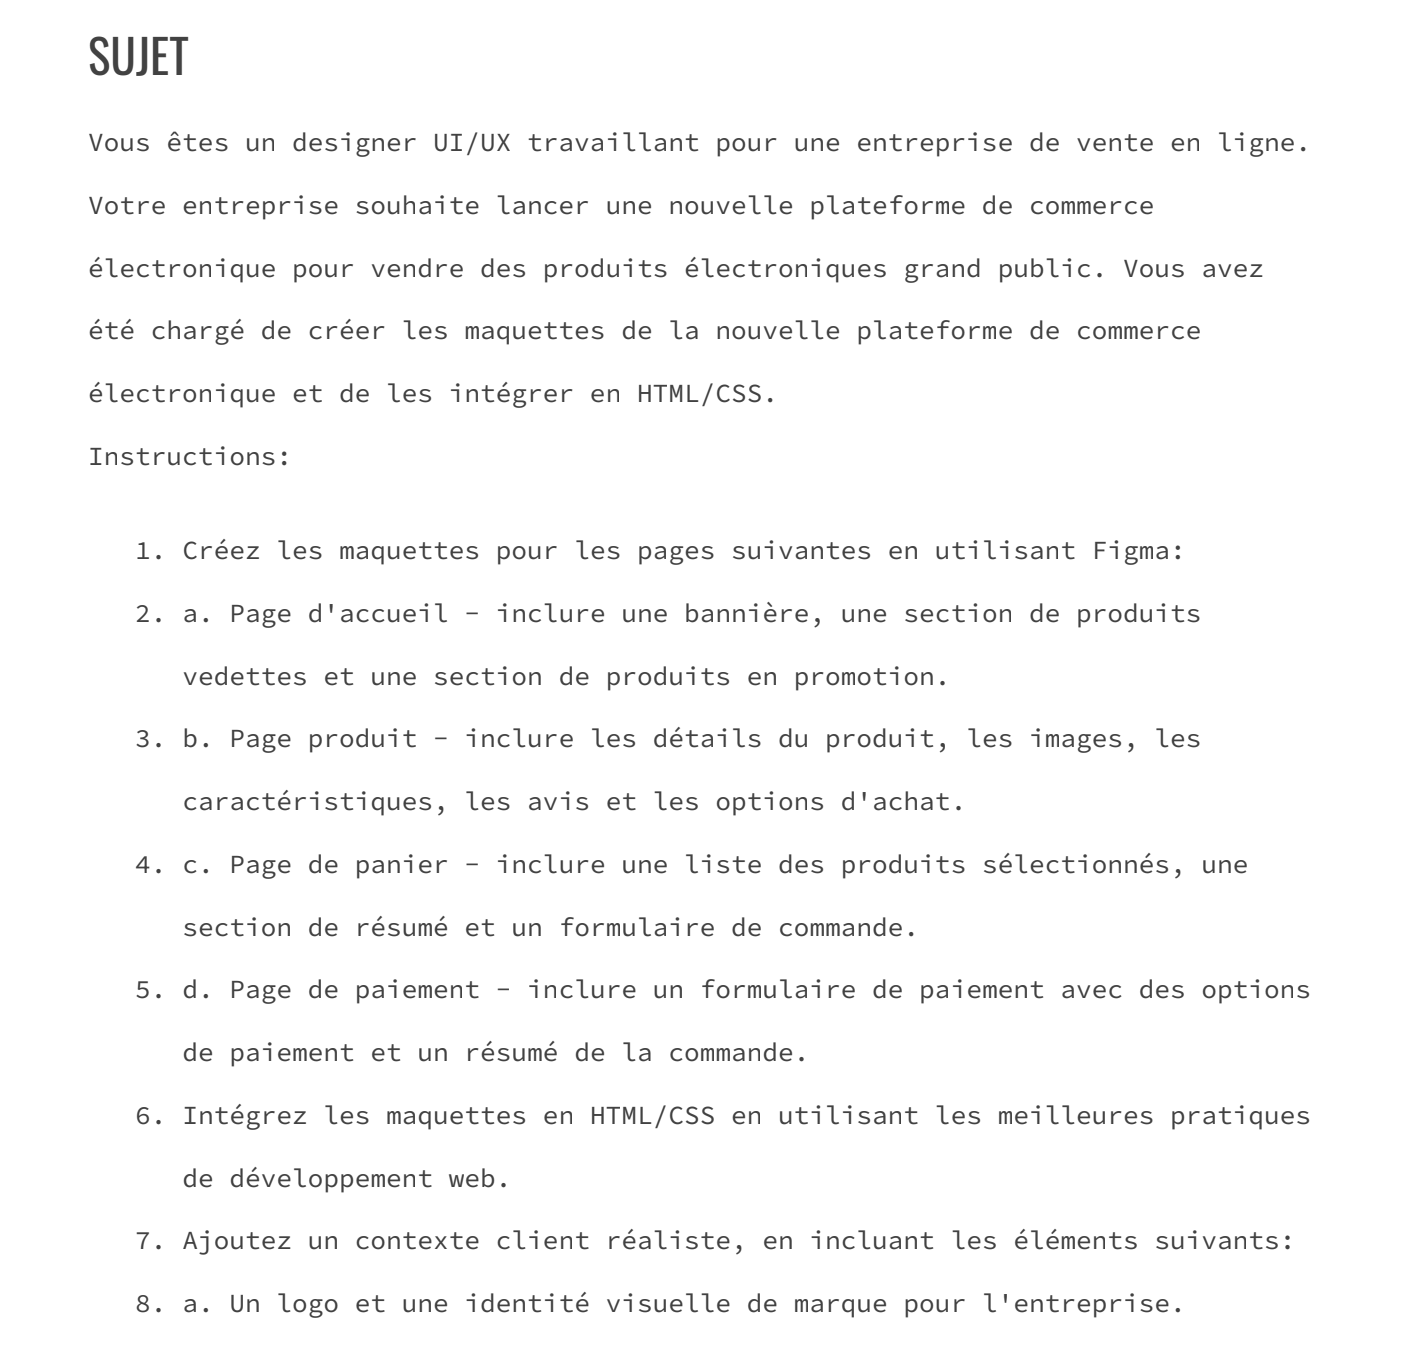 SUJET
Vous êtes un designer UI/UX travaillant pour une entreprise de vente en ligne.
Votre entreprise souhaite lancer une nouvelle plateforme de commerce
électronique pour vendre des produits électroniques grand public. Vous avez
été chargé de créer les maquettes de la nouvelle plateforme de commerce
électronique et de les intégrer en HTML/CSS.
Instructions:
1. Créez les maquettes pour les pages suivantes en utilisant Figma:
2. a. Page d'accueil - inclure une bannière, une section de produits
vedettes et une section de produits en promotion.
3. b. Page produit - inclure les détails du produit, les images, les
caractéristiques, les avis et les options d'achat.
4. c. Page de panier - inclure une liste des produits sélectionnés, une
section de résumé et un formulaire de commande.
5. d. Page de paiement - inclure un formulaire de paiement avec des options
de paiement et un résumé de la commande.
6. Intégrez les maquettes en HTML/CSS en utilisant les meilleures pratiques
de développement web.
7. Ajoutez un contexte client réaliste, en incluant les éléments suivants:
8. a. Un logo et une identité visuelle de marque pour l'entreprise.